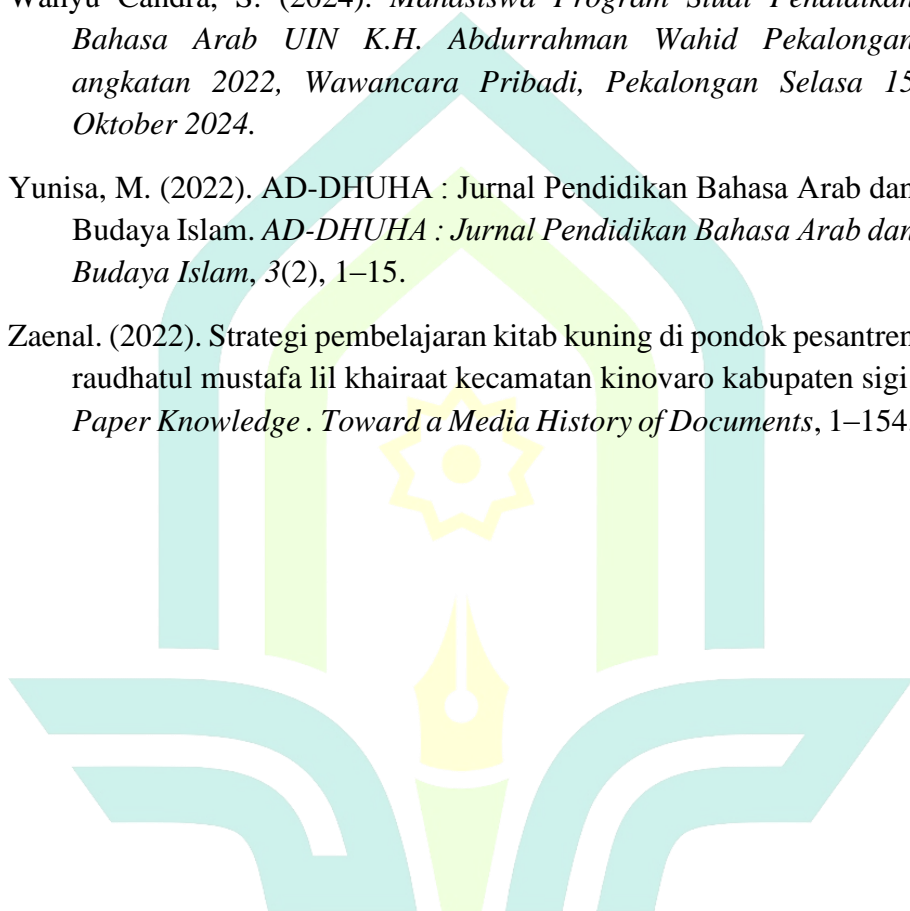 Wahyu Candra, S. (2024). Mahasiswa Program Studi Pendidikan
Bahasa Arab UIN K.H. Abdurrahman Wahid Pekalongan
angkatan 2022, Wawancara Pribadi, Pekalongan Selasa 15
Oktober 2024.
Yunisa, M. (2022). AD-DHUHA : Jurnal Pendidikan Bahasa Arab dan
Budaya Islam. AD-DHUHA : Jurnal Pendidikan Bahasa Arab dan
Budaya Islam, 3(2), 1–15.
Zaenal. (2022). Strategi pembelajaran kitab kuning di pondok pesantren
raudhatul mustafa lil khairaat kecamatan kinovaro kabupaten sigi
Paper Knowledge . Toward a Media History of Documents, 1–154.